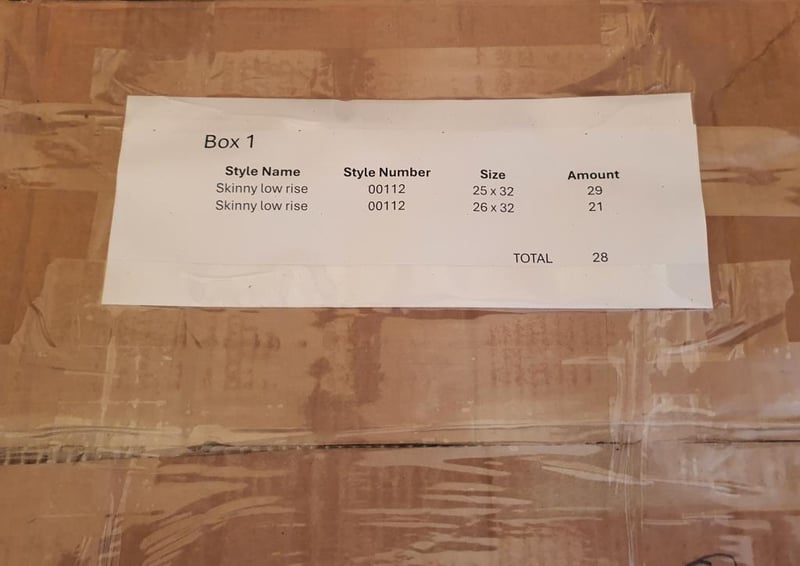 Box 1
Style Name Style Number Size Amount
Skinny low rise 00112 25 x 32 29
Skinny low rise 00112 26 x 32 21
TOTAL 28